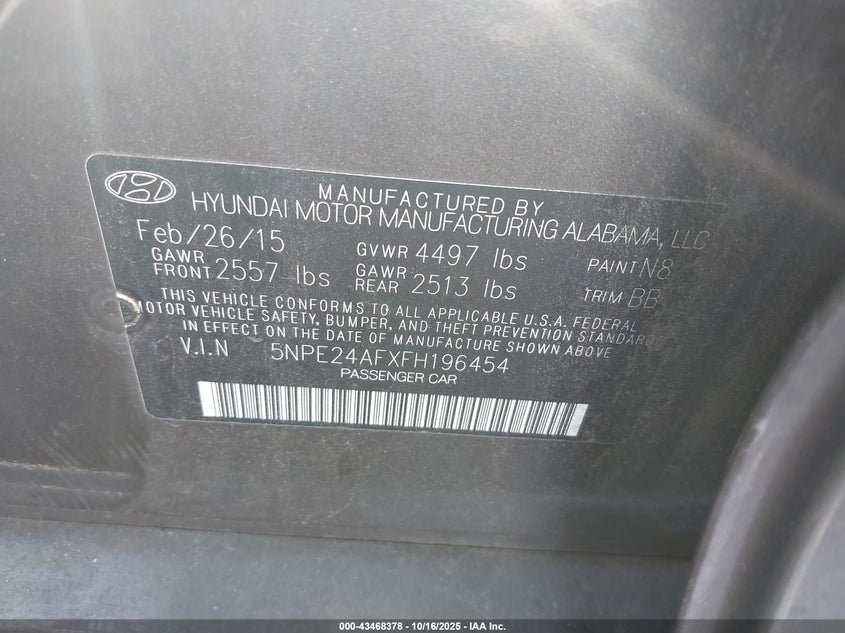 MANUFACTURED BY
HYUNDAI MOTOR MANUFACTURING ALABAMA, LLC
Feb/26/15 GVWR 4497 lbs PAINT N8
GAWR FRONT 2557 lbs GAWR REAR 2513 lbs TRIM BB
THIS VEHICLE CONFORMS TO ALL APPLICABLE U.S.A. FEDERAL
MOTOR VEHICLE SAFETY, BUMPER, AND THEFT PREVENTION STANDARD
IN EFFECT ON THE DATE OF MANUFACTURE SHOWN ABOVE.
V.I.N 5NPE24AFXFH196454
PASSENGER CAR
000-43468378 - 10/16/2025 - IAA Inc.